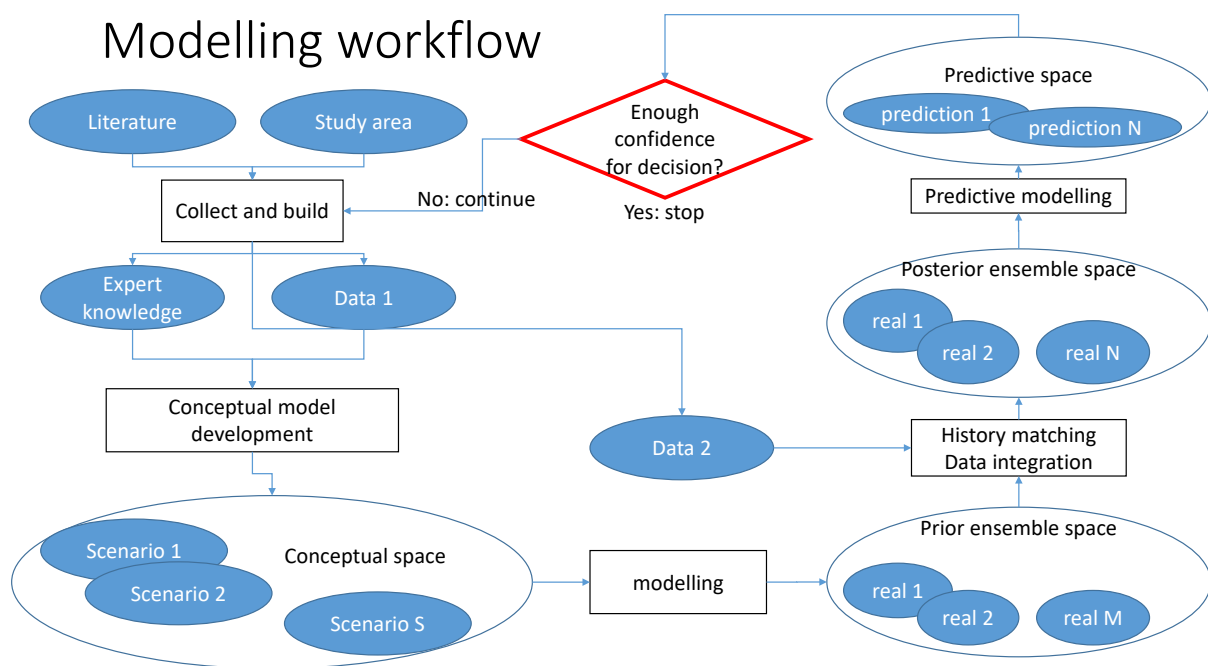 Modelling workflow
Literature
Study area
Collect and build
No: continue
Enough
confidence
for decision?
Yes: stop
Expert
knowledge
Data 1
Conceptual model
development
Data 2
Scenario 1
Scenario 2
Conceptual space
Scenario S
modelling
Prior ensemble space
real 1
real 2
real M
History matching
Data integration
Posterior ensemble space
real 1
real 2
real N
Predictive modelling
Predictive space
prediction 1
prediction N